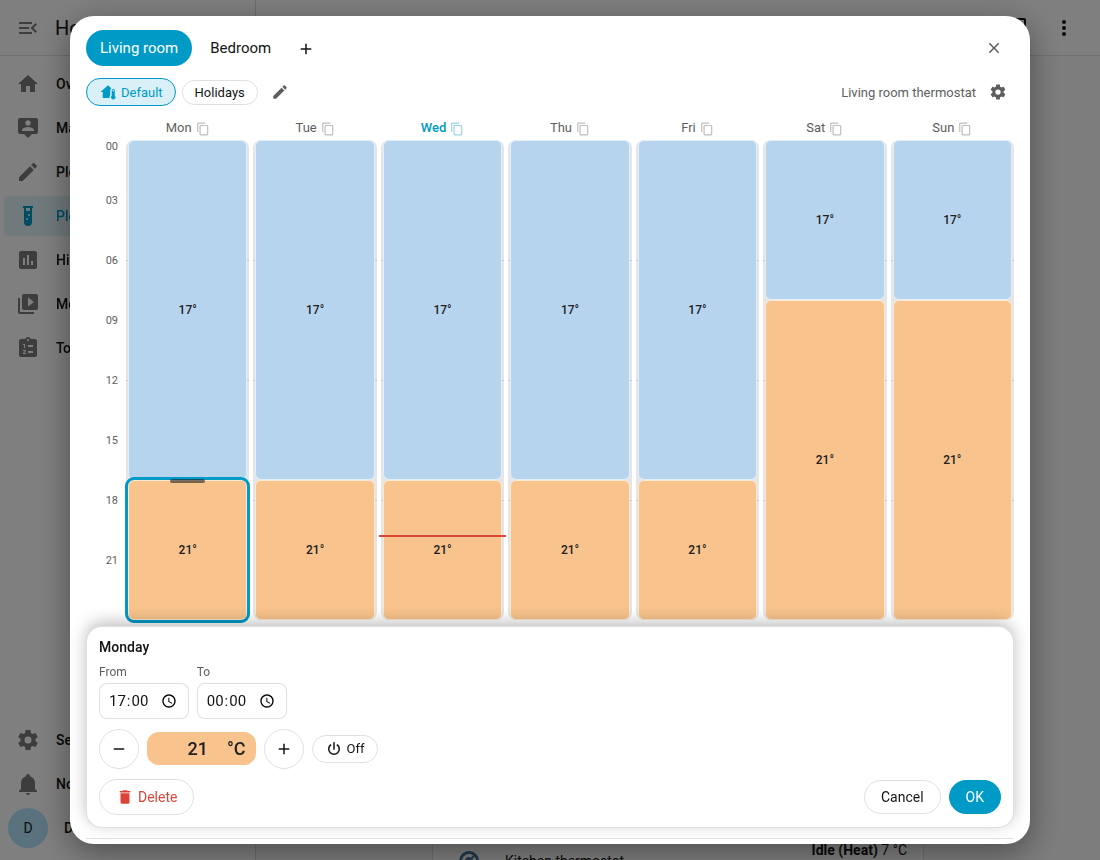 Living room Bedroom +
Default Holidays Living room thermostat
Mon Tue Wed Thu Fri Sat Sun
00
03
17° 17°
06
17° 17° 17° 17° 17°
09
12
15
21° 21°
18
21° 21° 21° 21° 21°
21
Monday
From To
17:00 00:00
− 21 °C + Off
Delete Cancel OK
D
Kitchen thermostat Idle (Heat) 7 °C